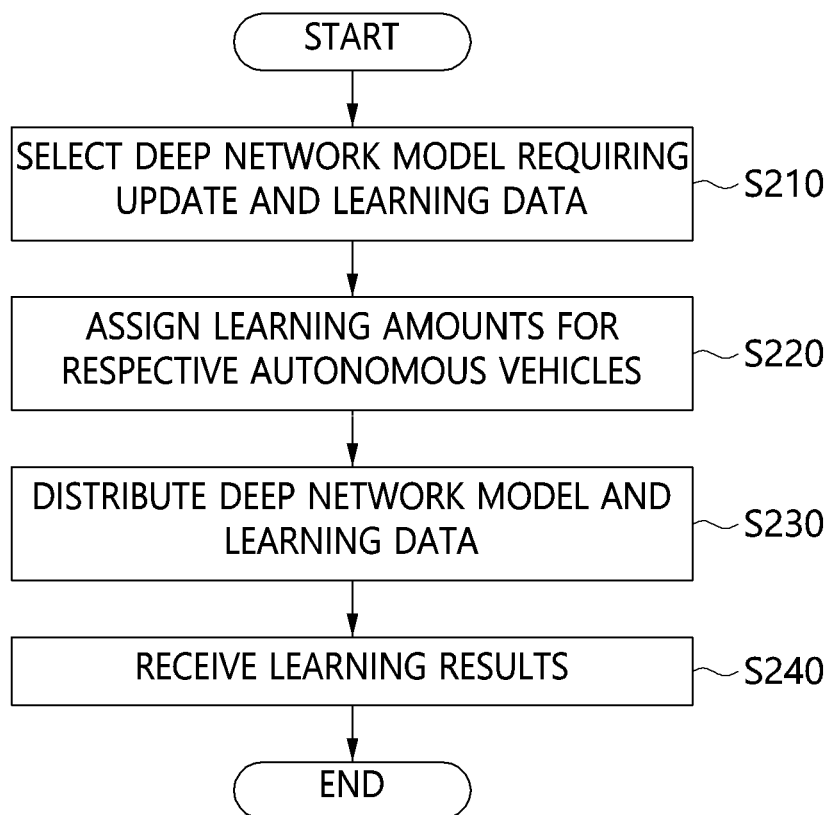 START
SELECT DEEP NETWORK MODEL REQUIRING
UPDATE AND LEARNING DATA
S210
ASSIGN LEARNING AMOUNTS FOR
RESPECTIVE AUTONOMOUS VEHICLES
S220
DISTRIBUTE DEEP NETWORK MODEL AND
LEARNING DATA
S230
RECEIVE LEARNING RESULTS
S240
END